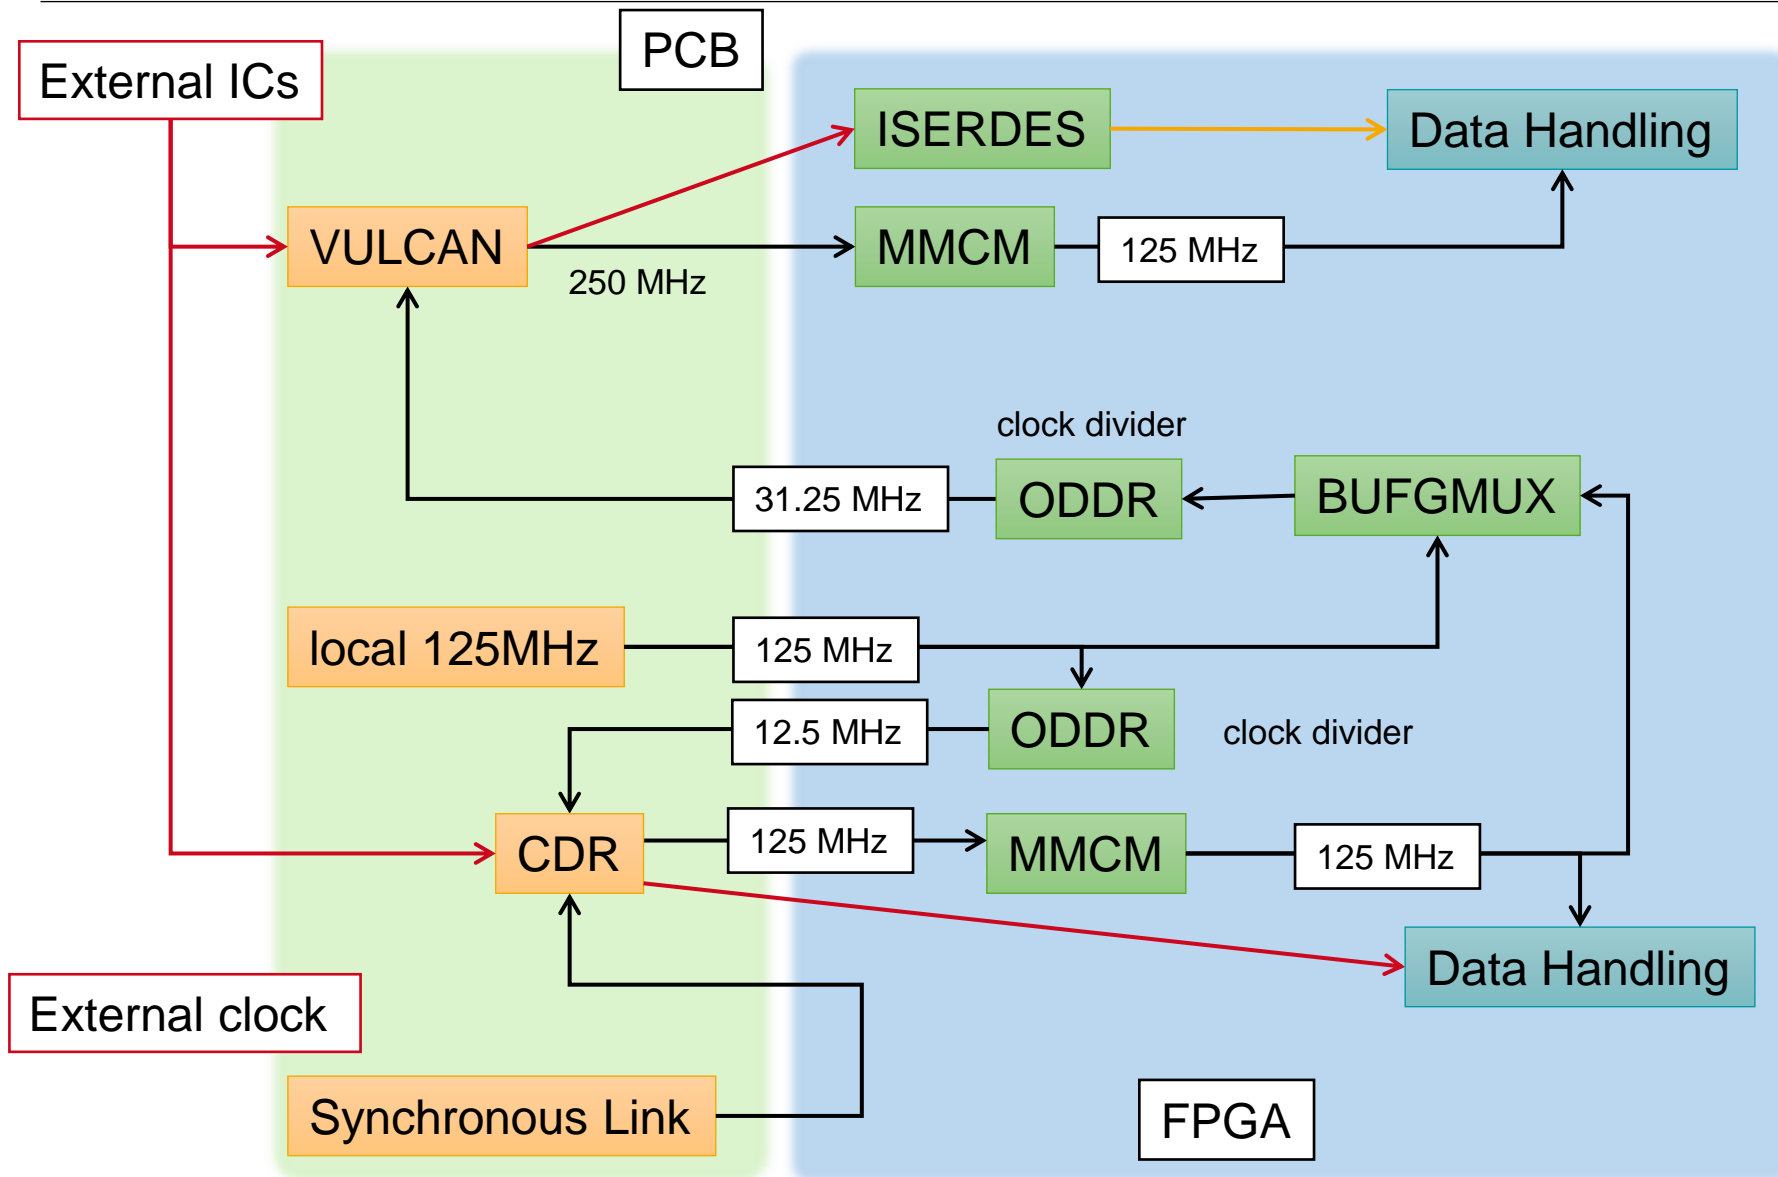 PCB
External ICs
ISERDES
Data Handling
VULCAN
MMCM
125 MHz
250 MHz
clock divider
31.25 MHz
ODDR
BUFGMUX
local 125MHz
125 MHz
12.5 MHz
ODDR
clock divider
CDR
125 MHz
MMCM
125 MHz
Data Handling
External clock
Synchronous Link
FPGA